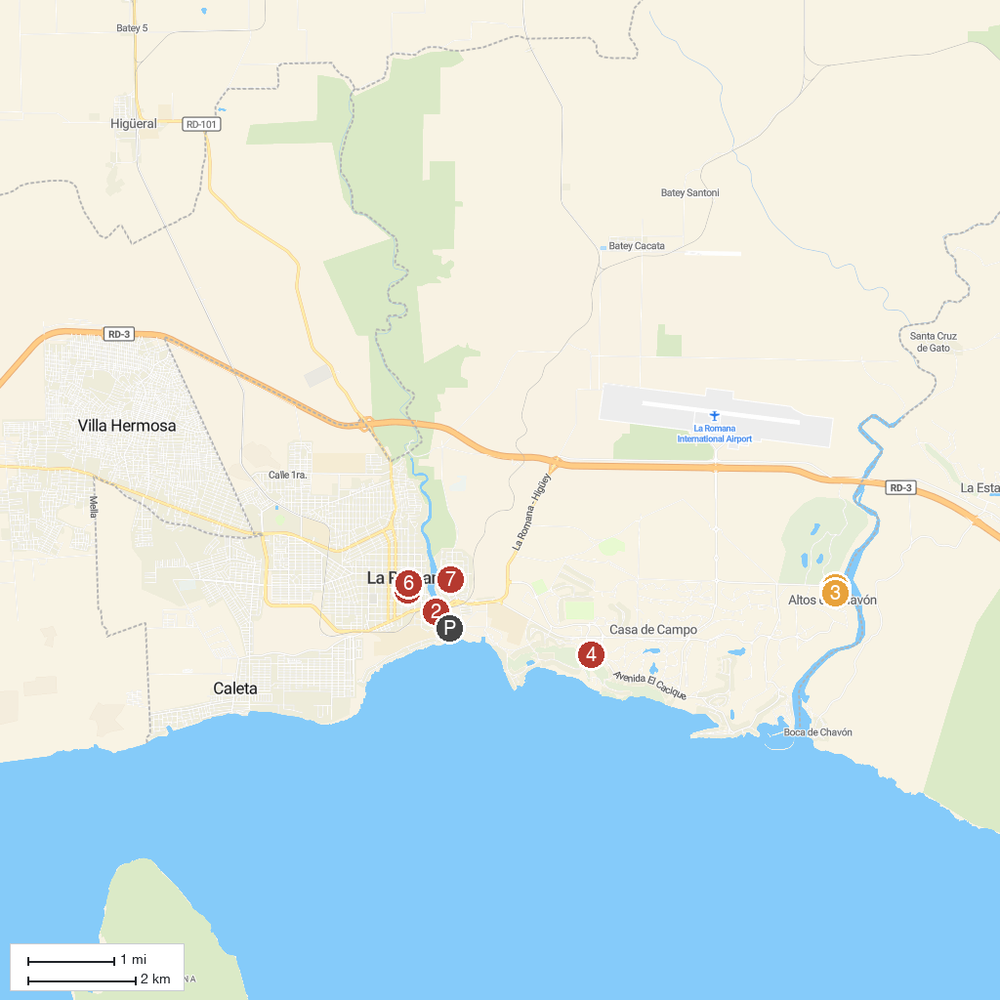 Batey 5
Higüeral
RD-101
Batey Santoni
Batey Cacata
RD-3
Santa Cruz
de Gato
Villa Hermosa
La Romana
International Airport
Calle 1ra.
Mella
La Romana - Higüey
RD-3
La Esta
6
7
3
2
P
4
Altos de Chavón
Casa de Campo
Avenida El Cacique
Caleta
Boca de Chavón
1 mi
2 km
NA